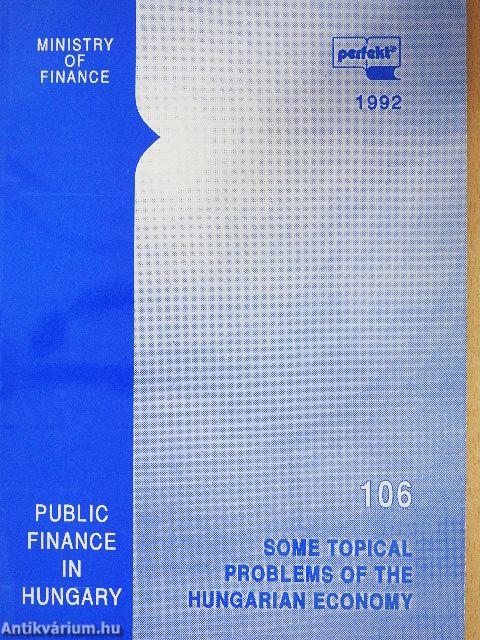 MINISTRY
OF
FINANCE
perfekt®
1992
106
SOME TOPICAL
PROBLEMS OF THE
HUNGARIAN ECONOMY
PUBLIC
FINANCE
IN
HUNGARY
Antikvárium.hu